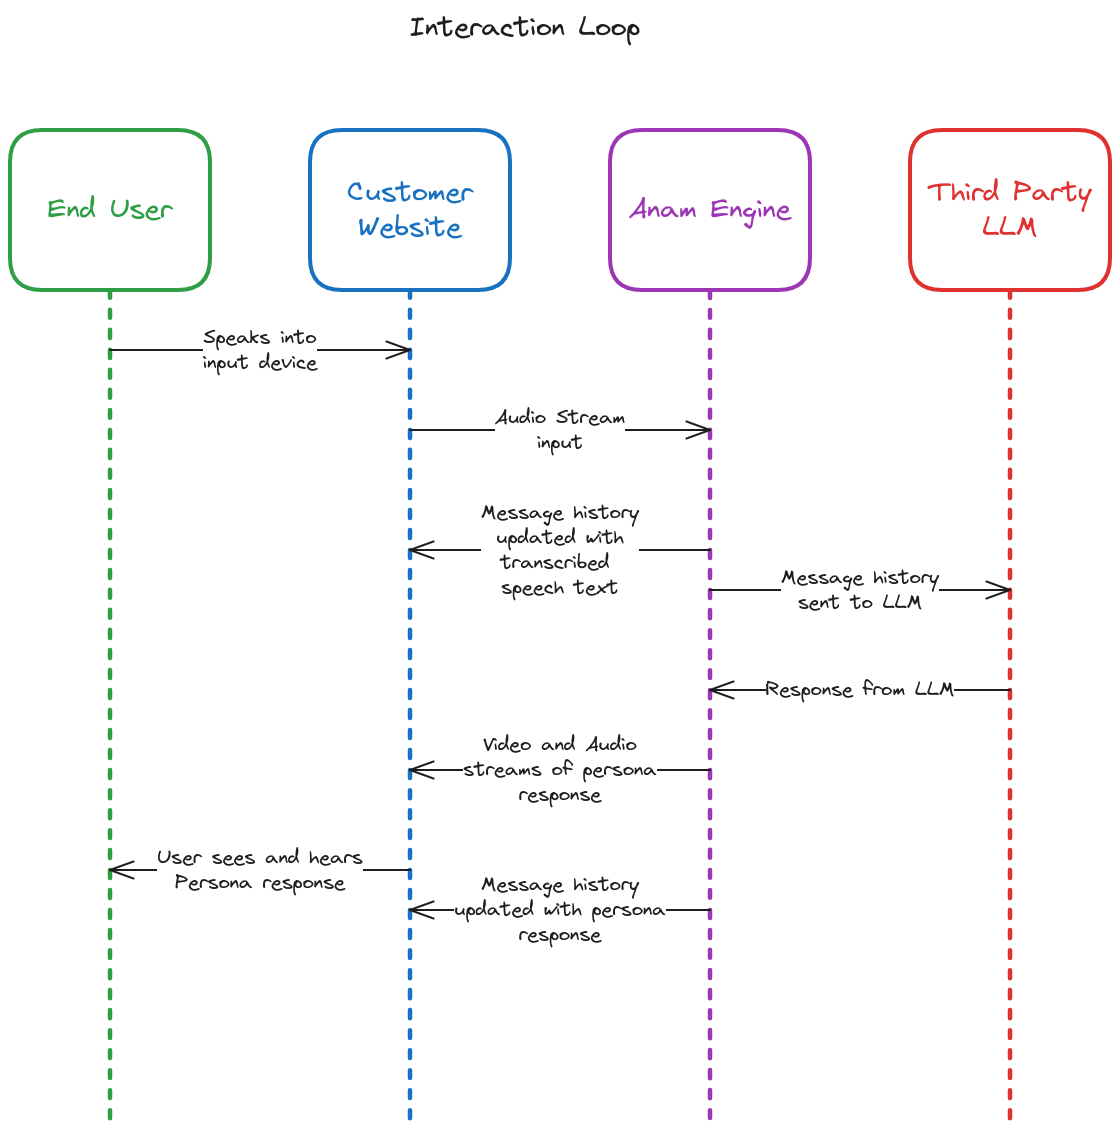 Interaction Loop
End User
Customer
Website
Anam Engine
Third Party
LLM
Speaks into
input device
Audio Stream
input
Message history
updated with
transcribed
speech text
Message history
sent to LLM
Response from LLM
Video and Audio
streams of persona
response
User sees and hears
Persona response
Message history
updated with persona
response